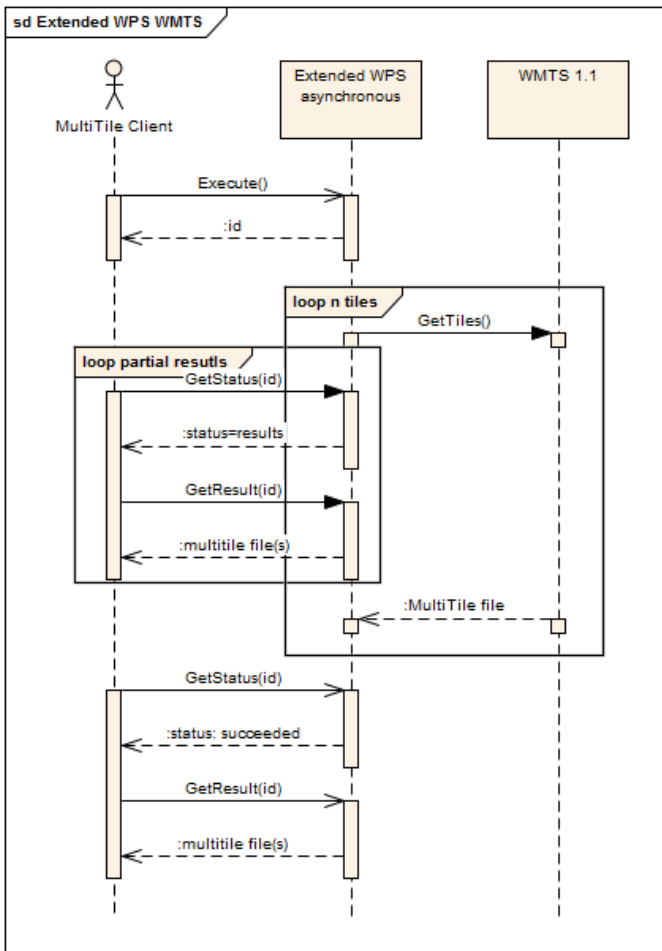 sd Extended WPS WMTS
MultiTile Client
Extended WPS
asynchronous
WMTS 1.1
Execute()
:id
loop n tiles
GetTiles()
loop partial resutls
GetStatus(id)
:status=results
GetResult(id)
:multitile file(s)
:MultiTile file
GetStatus(id)
:status: succeeded
GetResult(id)
:multitile file(s)